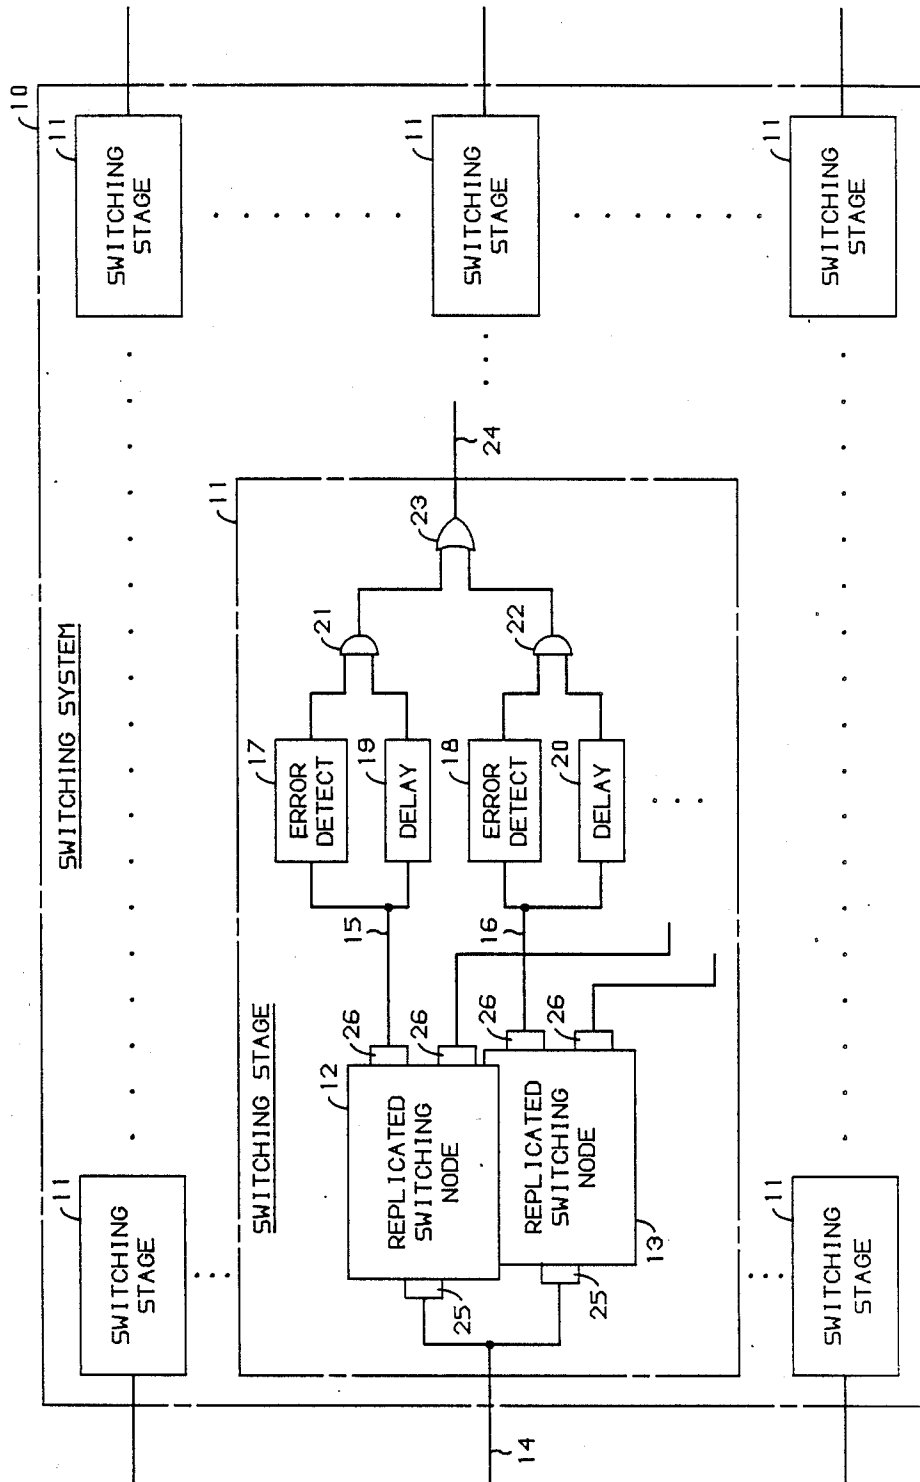 10
SWITCHING SYSTEM
11
SWITCHING
STAGE
11
SWITCHING
STAGE
11
SWITCHING STAGE
14
25
25
12
REPLICATED
SWITCHING
NODE
13
REPLICATED
SWITCHING
NODE
26
26
26
26
15
16
17
ERROR
DETECT
19
DELAY
18
ERROR
DETECT
20
DELAY
21
22
23
24
11
SWITCHING
STAGE
11
SWITCHING
STAGE
11
SWITCHING
STAGE